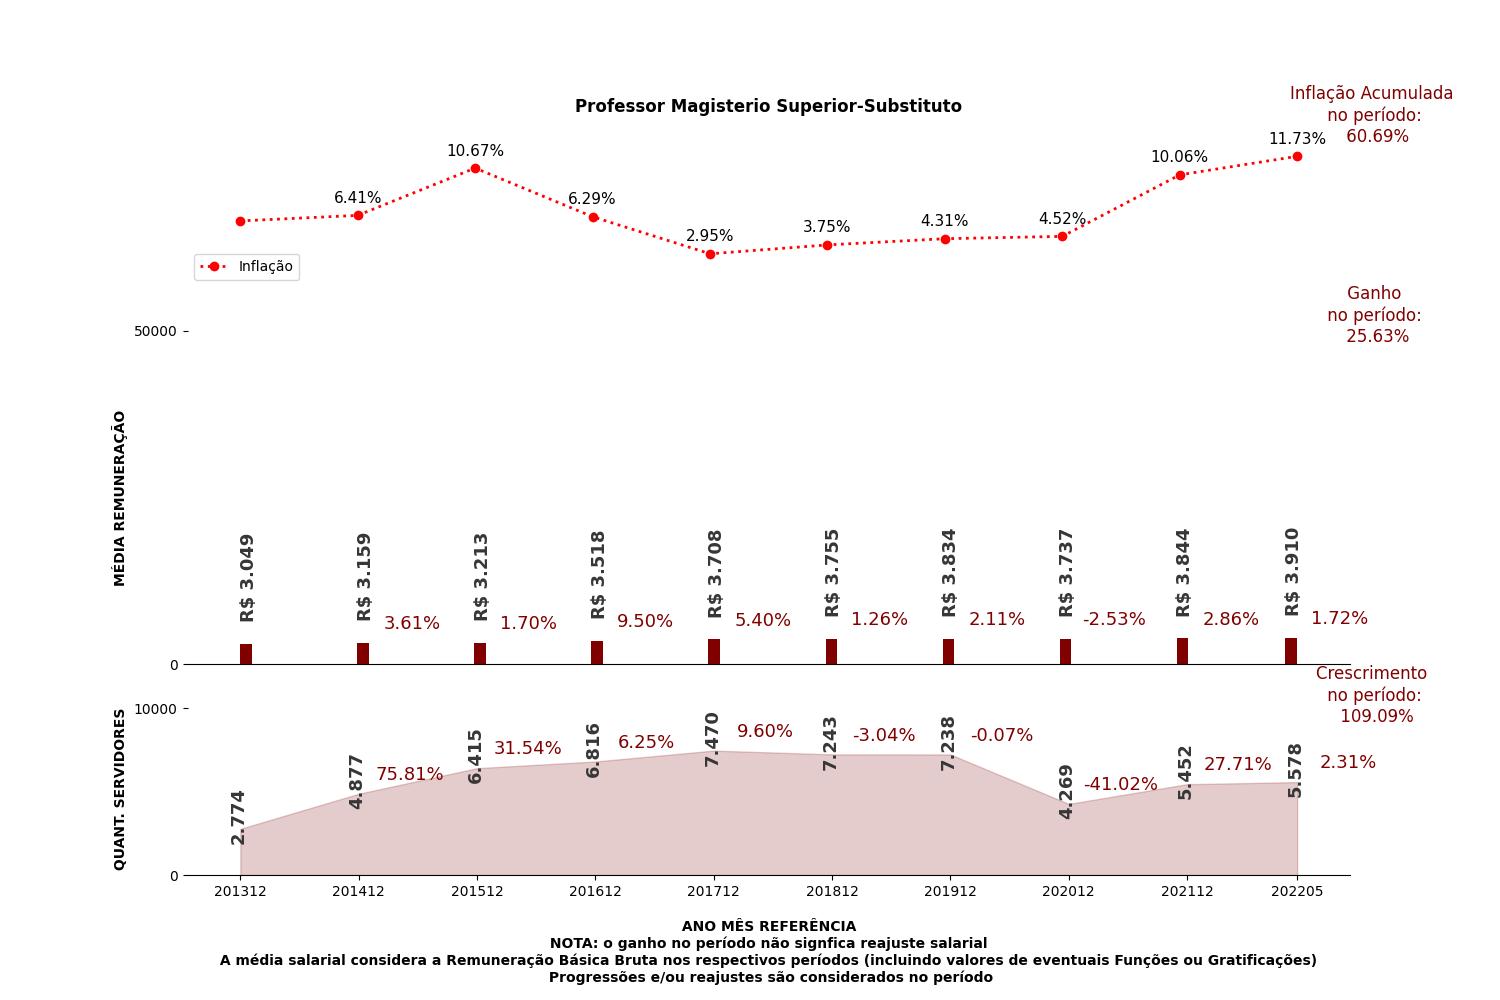 Professor Magisterio Superior-Substituto
Inflação Acumulada
no período:
60.69%
6.41%
10.67%
6.29%
2.95%
3.75%
4.31%
4.52%
10.06%
11.73%
Inflação
Ganho
no período:
25.63%
50000
0
MÉDIA REMUNERAÇÃO
R$ 3.049
R$ 3.159
R$ 3.213
R$ 3.518
R$ 3.708
R$ 3.755
R$ 3.834
R$ 3.737
R$ 3.844
R$ 3.910
3.61%
1.70%
9.50%
5.40%
1.26%
2.11%
-2.53%
2.86%
1.72%
Crescrimento
no período:
109.09%
10000
0
QUANT. SERVIDORES
2.774
4.877
6.415
6.816
7.470
7.243
7.238
4.269
5.452
5.578
75.81%
31.54%
6.25%
9.60%
-3.04%
-0.07%
-41.02%
27.71%
2.31%
201312
201412
201512
201612
201712
201812
201912
202012
202112
202205
ANO MÊS REFERÊNCIA
NOTA: o ganho no período não signfica reajuste salarial
A média salarial considera a Remuneração Básica Bruta nos respectivos períodos (incluindo valores de eventuais Funções ou Gratificações)
Progressões e/ou reajustes são considerados no período